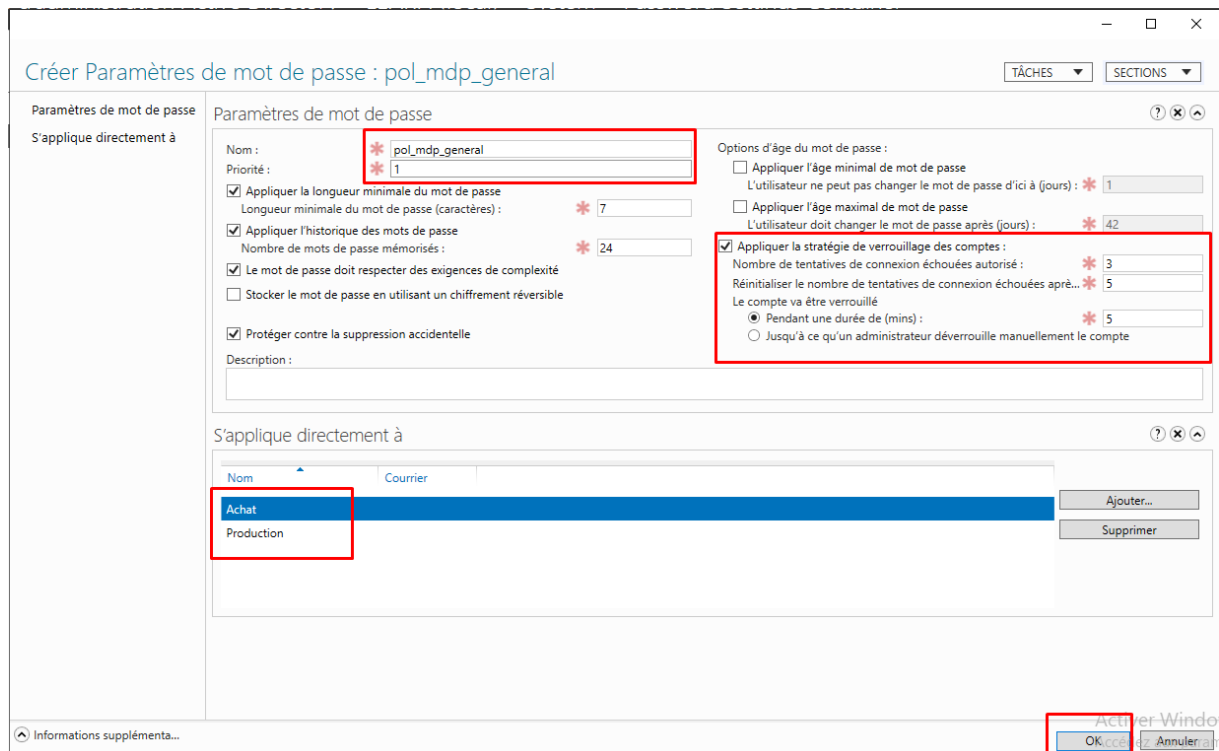 Créer Paramètres de mot de passe : pol_mdp_general
TÂCHES
SECTIONS
Paramètres de mot de passe
S'applique directement à
Paramètres de mot de passe
Nom :
pol_mdp_general
Priorité :
1
Appliquer la longueur minimale du mot de passe
Longueur minimale du mot de passe (caractères) :
7
Appliquer l'historique des mots de passe
Nombre de mots de passe mémorisés :
24
Le mot de passe doit respecter des exigences de complexité
Stocker le mot de passe en utilisant un chiffrement réversible
Protéger contre la suppression accidentelle
Description :
Options d'âge du mot de passe :
Appliquer l'âge minimal de mot de passe
L'utilisateur ne peut pas changer le mot de passe d'ici à (jours) :
1
Appliquer l'âge maximal de mot de passe
L'utilisateur doit changer le mot de passe après (jours) :
42
Appliquer la stratégie de verrouillage des comptes :
Nombre de tentatives de connexion échouées autorisé :
3
Réinitialiser le nombre de tentatives de connexion échouées aprè...
5
Le compte va être verrouillé
Pendant une durée de (mins) :
5
Jusqu'à ce qu'un administrateur déverrouille manuellement le compte
S'applique directement à
Nom
Courrier
Achat
Production
Ajouter...
Supprimer
Informations supplémenta...
Activer Windo
OK
Annuler